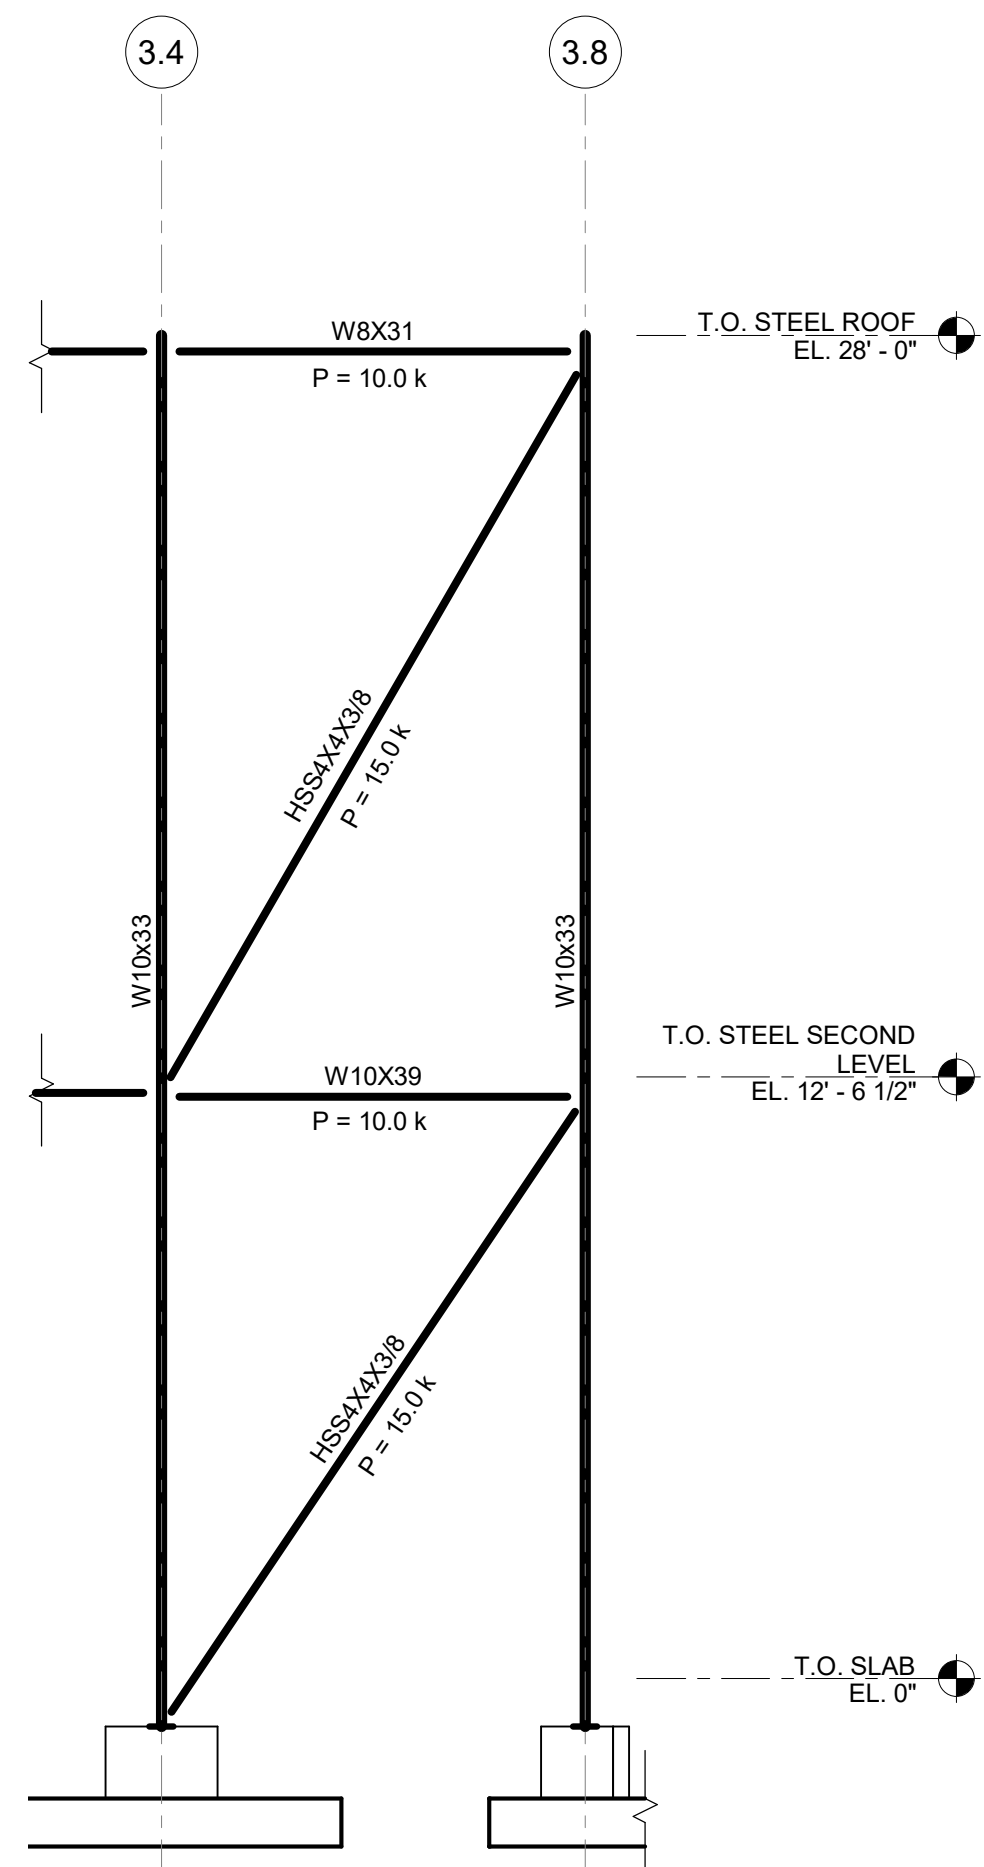 3.4
3.8
W8X31
P = 10.0 k
T.O. STEEL ROOF
EL. 28' - 0"
HSS4X4X3/8
P = 15.0 k
W10x33
W10x33
T.O. STEEL SECOND
LEVEL
EL. 12' - 6 1/2"
W10X39
P = 10.0 k
HSS4X4X3/8
P = 15.0 k
T.O. SLAB
EL. 0"